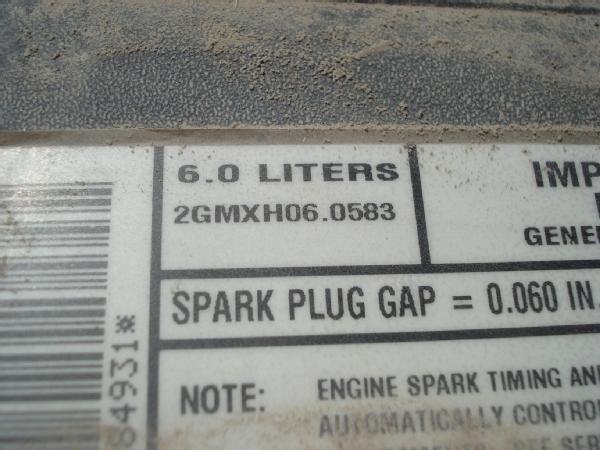 6.0 LITERS
2GMXH06.0583
GENE
SPARK PLUG GAP = 0.060 IN.
NOTE: ENGINE SPARK TIMING AN
AUTOMATICALLY CONTRO
84931*